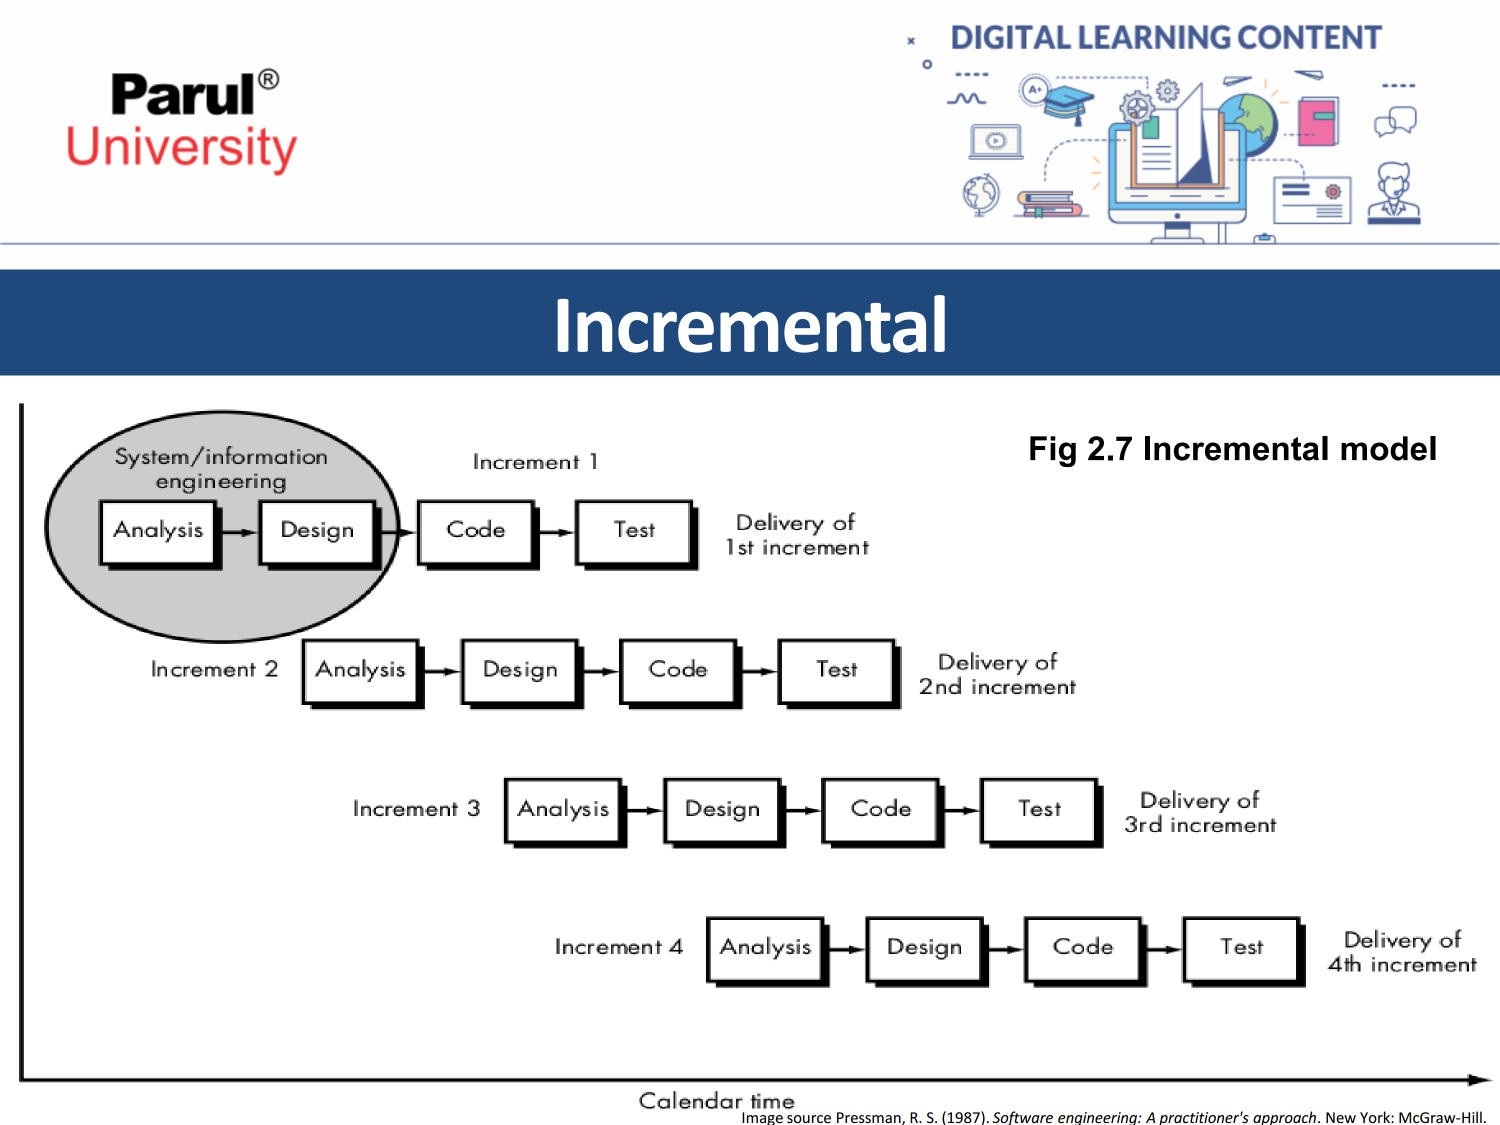 Parul®
University
DIGITAL LEARNING CONTENT
A+
Incremental
Fig 2.7 Incremental model
System/information
engineering
Increment 1
Analysis
Design
Code
Test
Delivery of
1st increment
Increment 2
Analysis
Design
Code
Test
Delivery of
2nd increment
Increment 3
Analysis
Design
Code
Test
Delivery of
3rd increment
Increment 4
Analysis
Design
Code
Test
Delivery of
4th increment
Calendar time
Image source Pressman, R. S. (1987). Software engineering: A practitioner's approach. New York: McGraw-Hill.